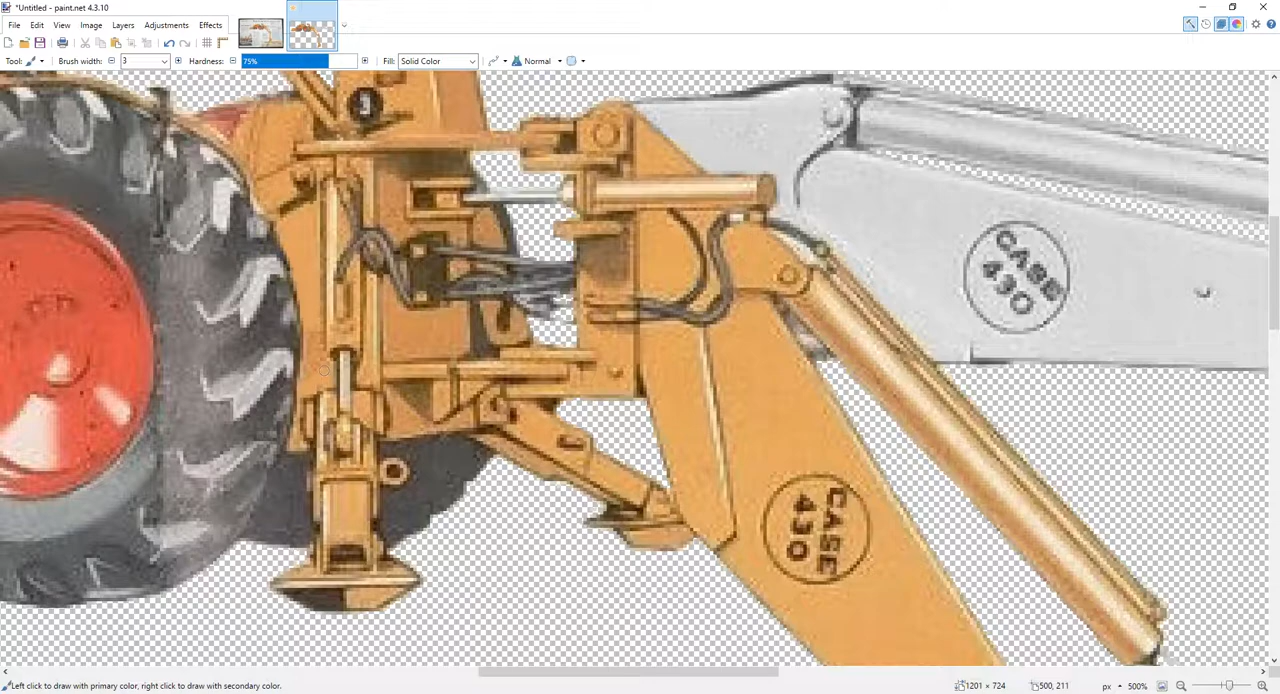 *Untitled - paint.net 4.3.10
File Edit View Image Layers Adjustments Effects
Tool: Brush width: 3 Hardness: 75% Fill: Solid Color Normal
J
CASE
430
CASE
430
Left click to draw with primary color, right click to draw with secondary color.
1201 × 724 500, 211 px 500%